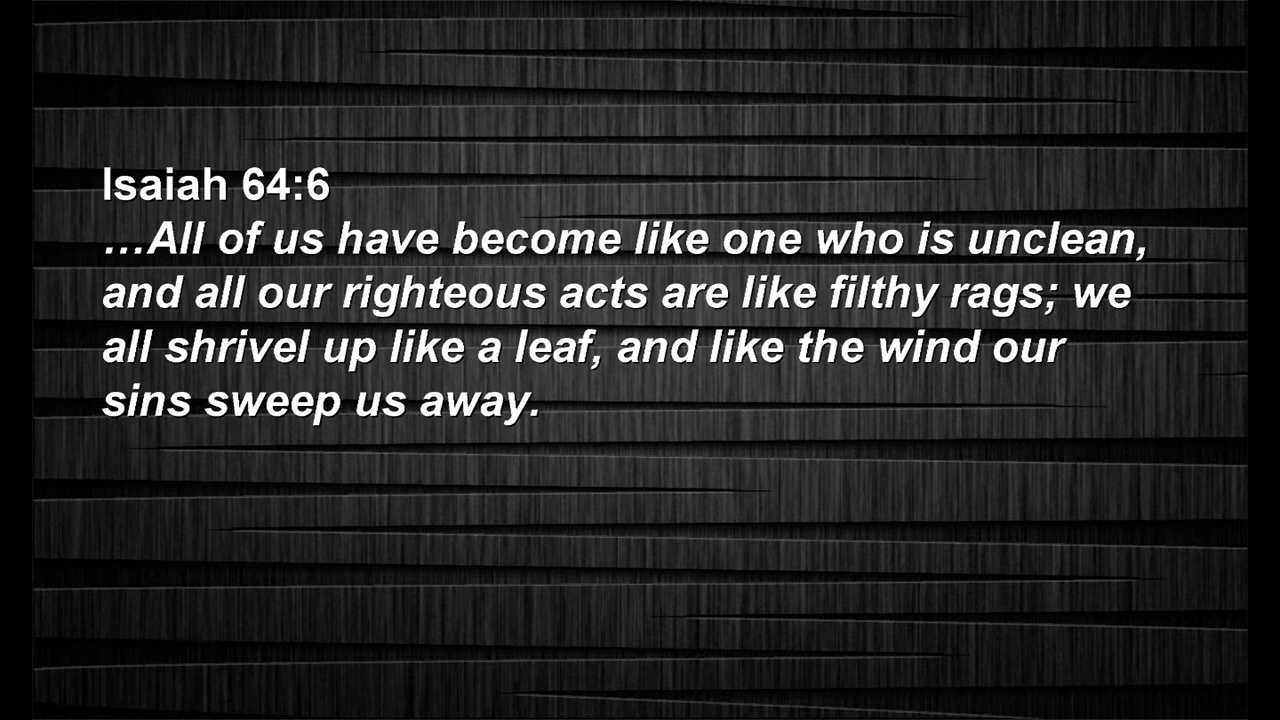 Isaiah 64:6
…All of us have become like one who is unclean,
and all our righteous acts are like filthy rags; we
all shrivel up like a leaf, and like the wind our
sins sweep us away.